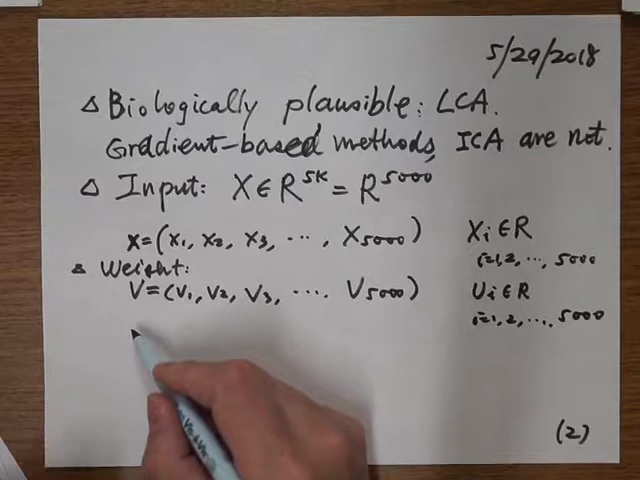 5/29/2018
△ Biologically plausible: LCA.
Gradient-based methods, ICA are not.
△ Input: X ∈ R^5K = R^5000
x=(x1, x2, x3, ..., x5000) Xi ∈ R
i=1,2, ..., 5000
△ Weight:
V=(v1, v2, v3, .... v5000) Ui ∈ R
i=1, 2, ..., 5000
(2)